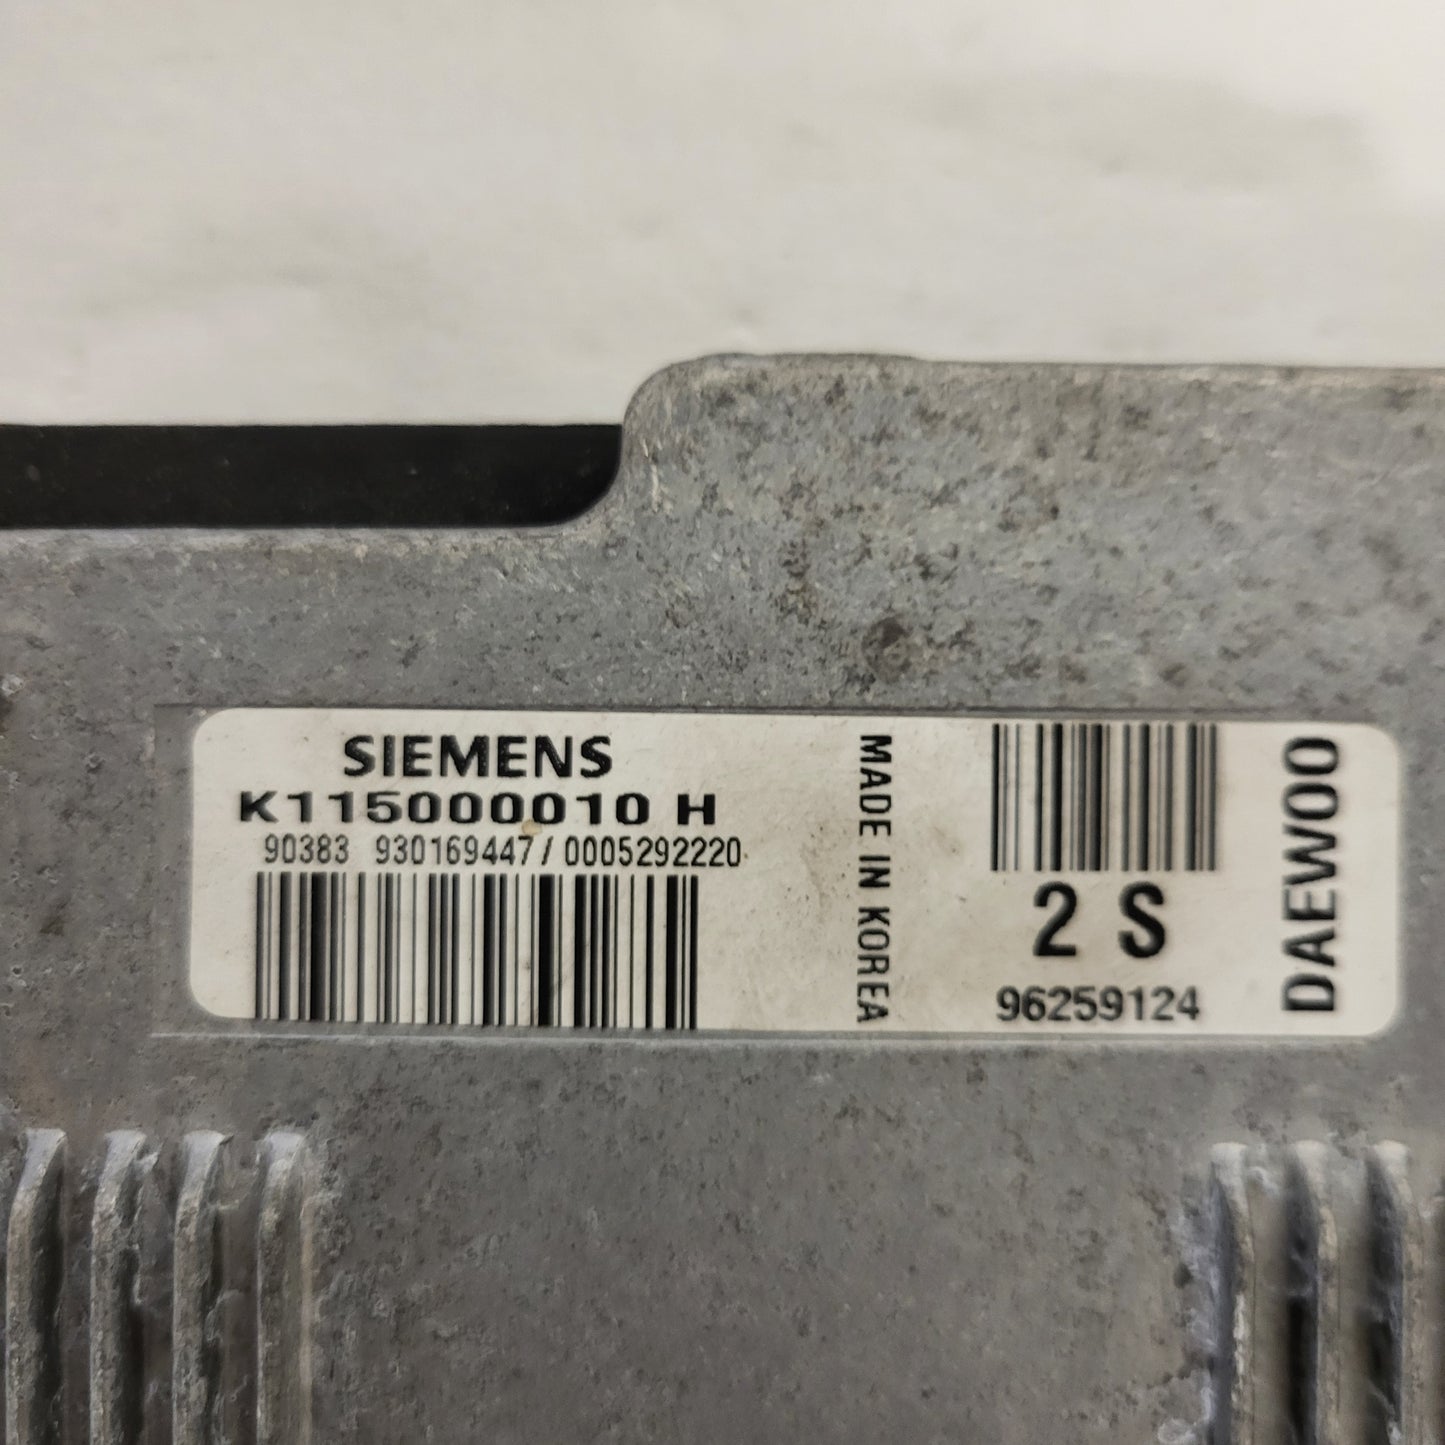 SIEMENS
K115000010 H
90383 930169447/0005292220
MADE IN KOREA
2 S
96259124
DAEWOO